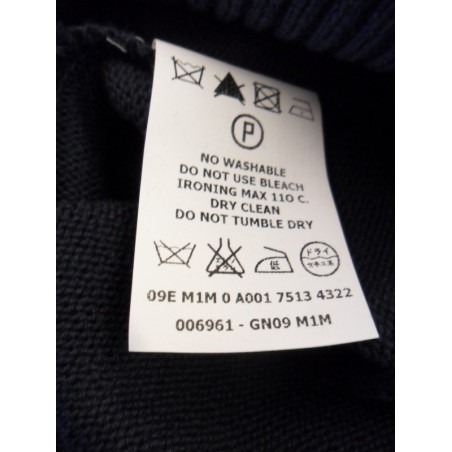 P
NO WASHABLE
DO NOT USE BLEACH
IRONING MAX 110 C.
DRY CLEAN
DO NOT TUMBLE DRY
低
ドライ
09E M1M 0 A001 7513 4322
006961 - GN09 M1M